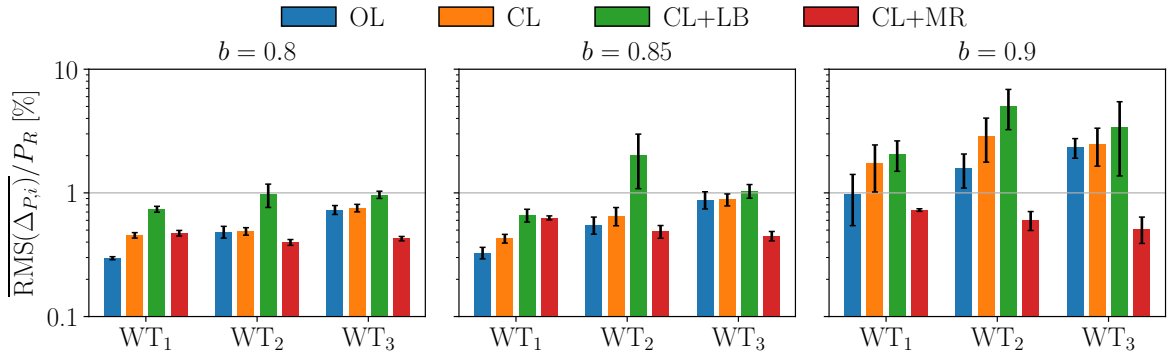 OL CL CL+LB CL+MR
b = 0.8 b = 0.85 b = 0.9
RMS(Δ_{P,i})/P_R [%]
10
1
0.1
WT₁ WT₂ WT₃ WT₁ WT₂ WT₃ WT₁ WT₂ WT₃